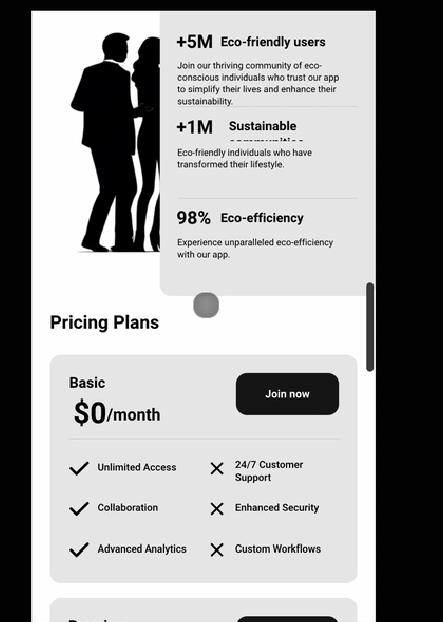 +5M Eco-friendly users
Join our thriving community of eco-
conscious individuals who trust our app
to simplify their lives and enhance their
sustainability.
+1M Sustainable
Eco-friendly individuals who have
transformed their lifestyle.
98% Eco-efficiency
Experience unparalleled eco-efficiency
with our app.
Pricing Plans
Basic
$0/month
Join now
Unlimited Access
24/7 Customer
Support
Collaboration
Enhanced Security
Advanced Analytics
Custom Workflows